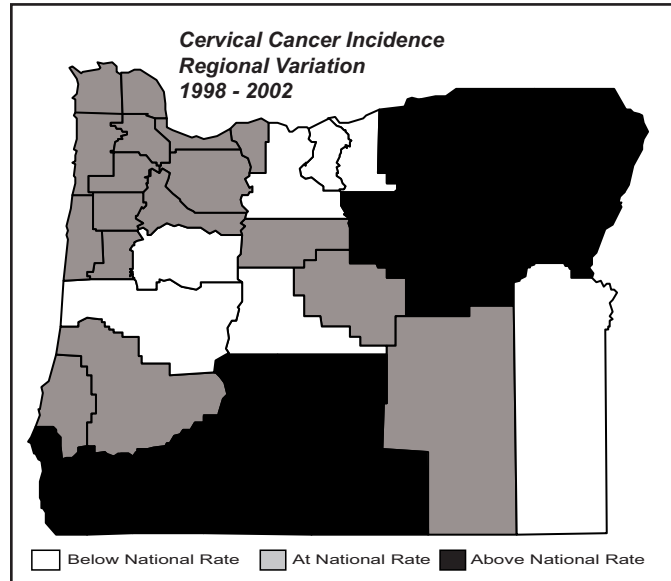 Cervical Cancer Incidence
Regional Variation
1998 - 2002
Below National Rate At National Rate Above National Rate